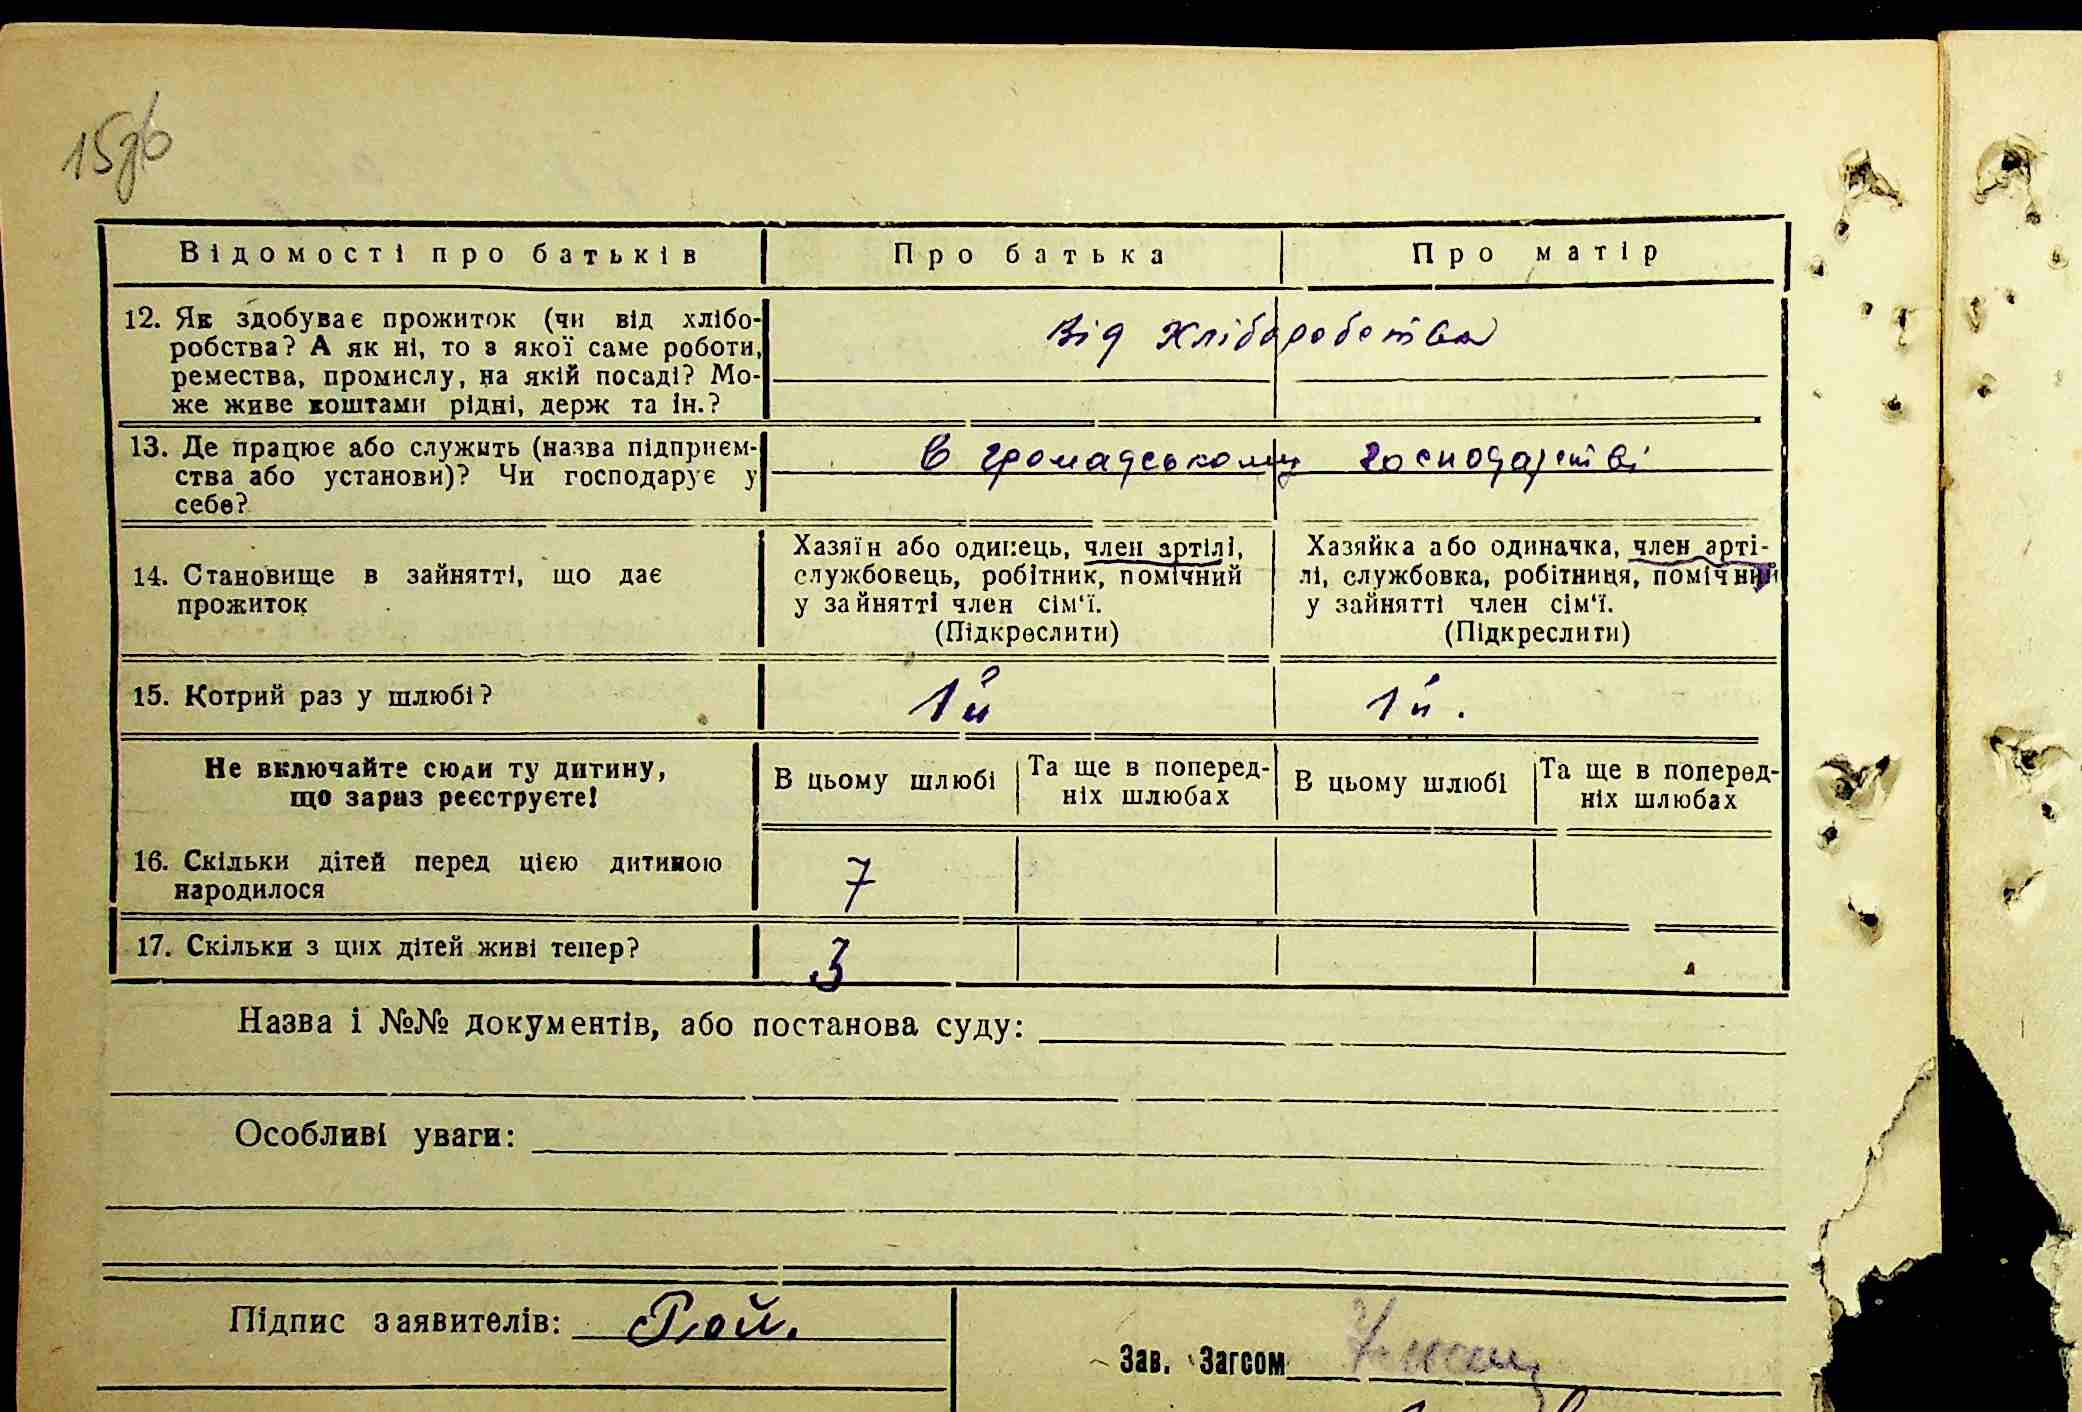 15зв
Відомості про батьків | Про батька | Про матір
12. Як здобуває прожиток (чи від хлібо-
робства? А як ні, то з якої саме роботи,
ремества, промислу, на якій посаді? Мо-
же живе коштами рідні, держ та ін.?
Від хліборобства
13. Де працює або служить (назва підприєм-
ства або установи)? Чи господарує у
себе?
В громадському господарстві
14. Становище в зайнятті, що дає
прожиток
Хазяїн або одинець, член артілі,
службовець, робітник, помічний
у зайнятті член сім'ї.
(Підкреслити)
Хазяйка або одиначка, член арті-
лі, службовка, робітниця, помічний
у зайнятті член сім'ї.
(Підкреслити)
15. Котрий раз у шлюбі? 1й 1й.
Не включайте сюди ту дитину,
що зараз реєструєте!
В цьому шлюбі
Та ще в поперед-
ніх шлюбах
В цьому шлюбі
Та ще в поперед-
ніх шлюбах
16. Скільки дітей перед цією дитиною
народилося
7
17. Скільки з цих дітей живі тепер? 3
Назва і №№ документів, або постанова суду:
Особливі уваги:
Підпис заявителів: Рой.
Зав. Загсом